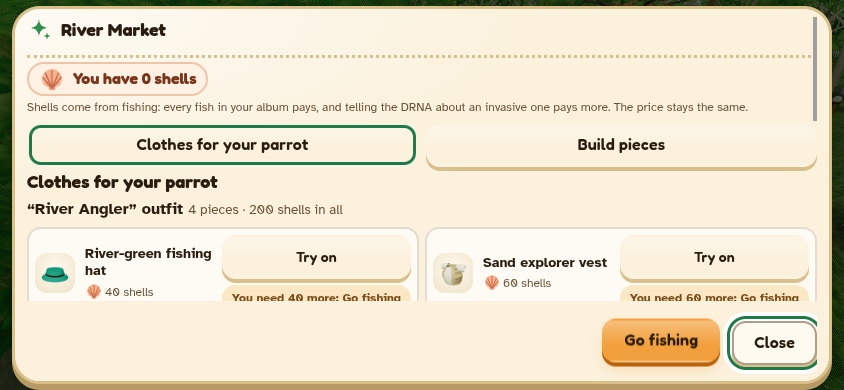 River Market
You have 0 shells
Shells come from fishing: every fish in your album pays, and telling the DRNA about an invasive one pays more. The price stays the same.
Clothes for your parrot
Build pieces
Clothes for your parrot
“River Angler” outfit 4 pieces · 200 shells in all
River-green fishing
hat
40 shells
Try on
You need 40 more: Go fishing
Sand explorer vest
60 shells
Try on
You need 60 more: Go fishing
Go fishing
Close